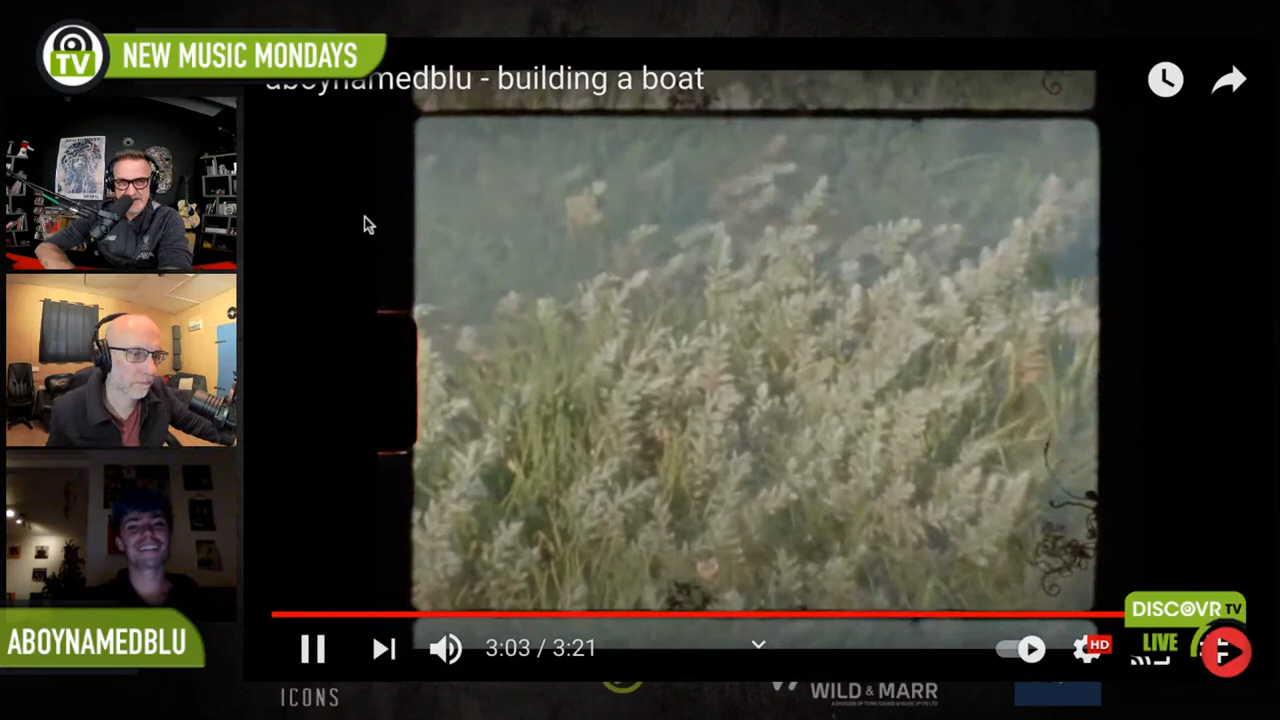 TV NEW MUSIC MONDAYS
aboynamedblu - building a boat
ABOYNAMEDBLU
3:03 / 3:21
HD
DISCOVR TV
LIVE
ICONS
WILD & MARR